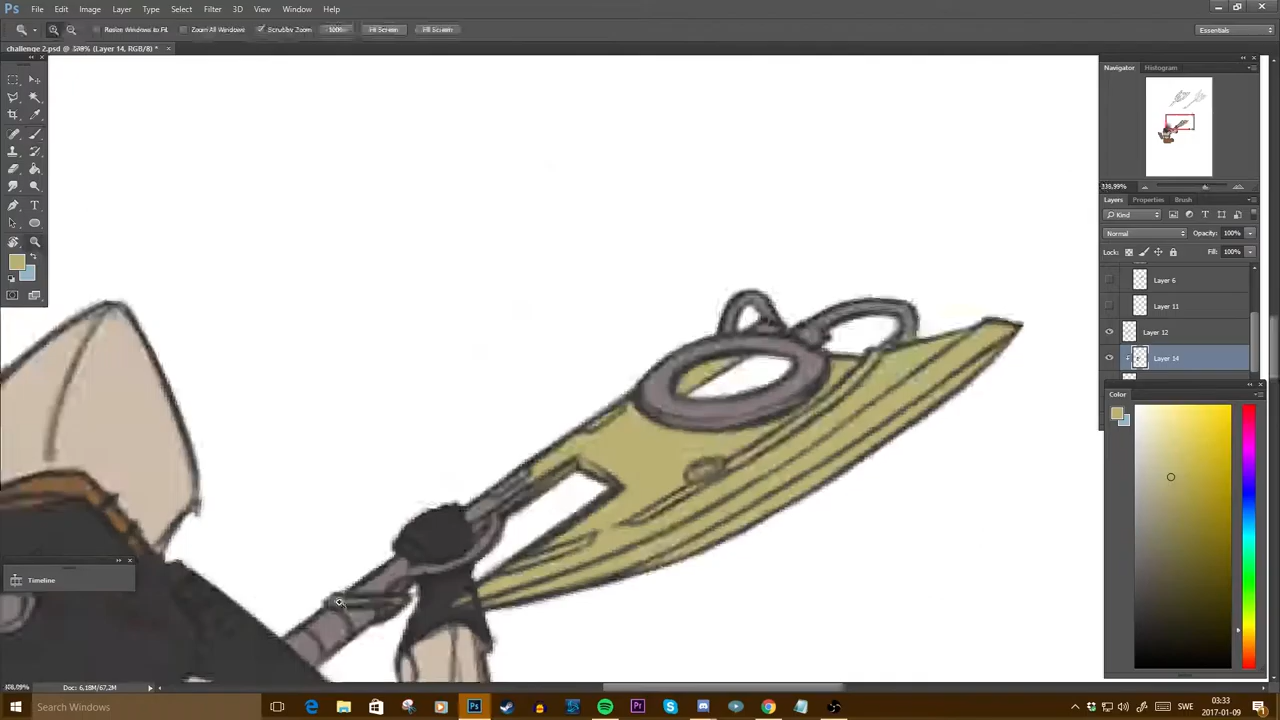 Ps File Edit Image Layer Type Select Filter 3D View Window Help
Resize Windows to Fit Zoom All Windows Scrubby Zoom 100% Fit Screen Fill Screen Essentials
challenge 2.psd @ (Layer 14, RGB/8) * ×
Navigator Histogram
Layers Properties Brush
Kind
Normal Opacity: 100%
Lock: Fill: 100%
Layer 6
Layer 11
Layer 12
Layer 14
Color
Timeline
Doc: 6,18M/67,2M
Search Windows
SWE
03:33
2017-01-09